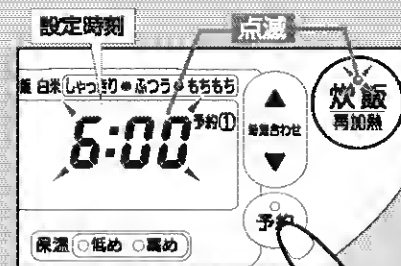 設定時刻
点滅
飯 白米 しゃっきり ふつう もちもち
6:00
予約①
時刻合わせ
炊飯
再加熱
予約
保温 低め 高め